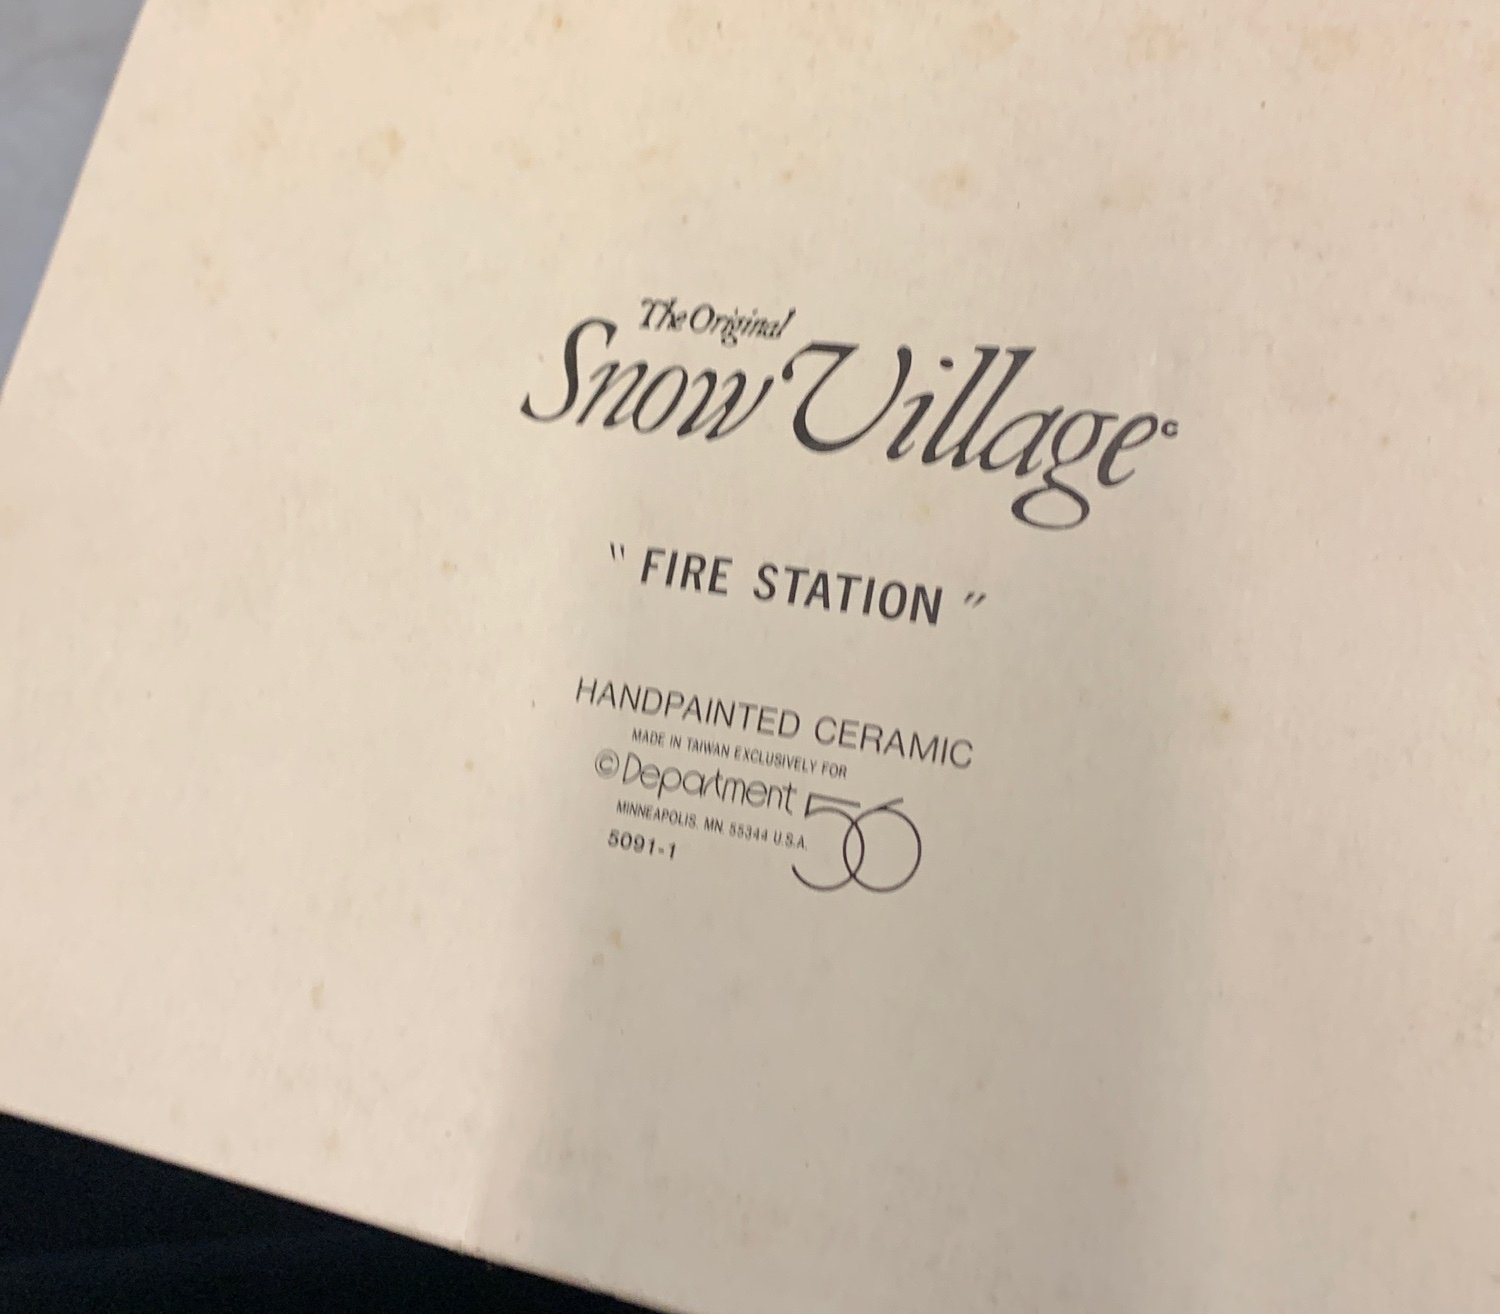 The Original
Snow Village©
" FIRE STATION "
HANDPAINTED CERAMIC
MADE IN TAIWAN EXCLUSIVELY FOR
© Department 56
MINNEAPOLIS, MN. 55344 U.S.A.
5091-1